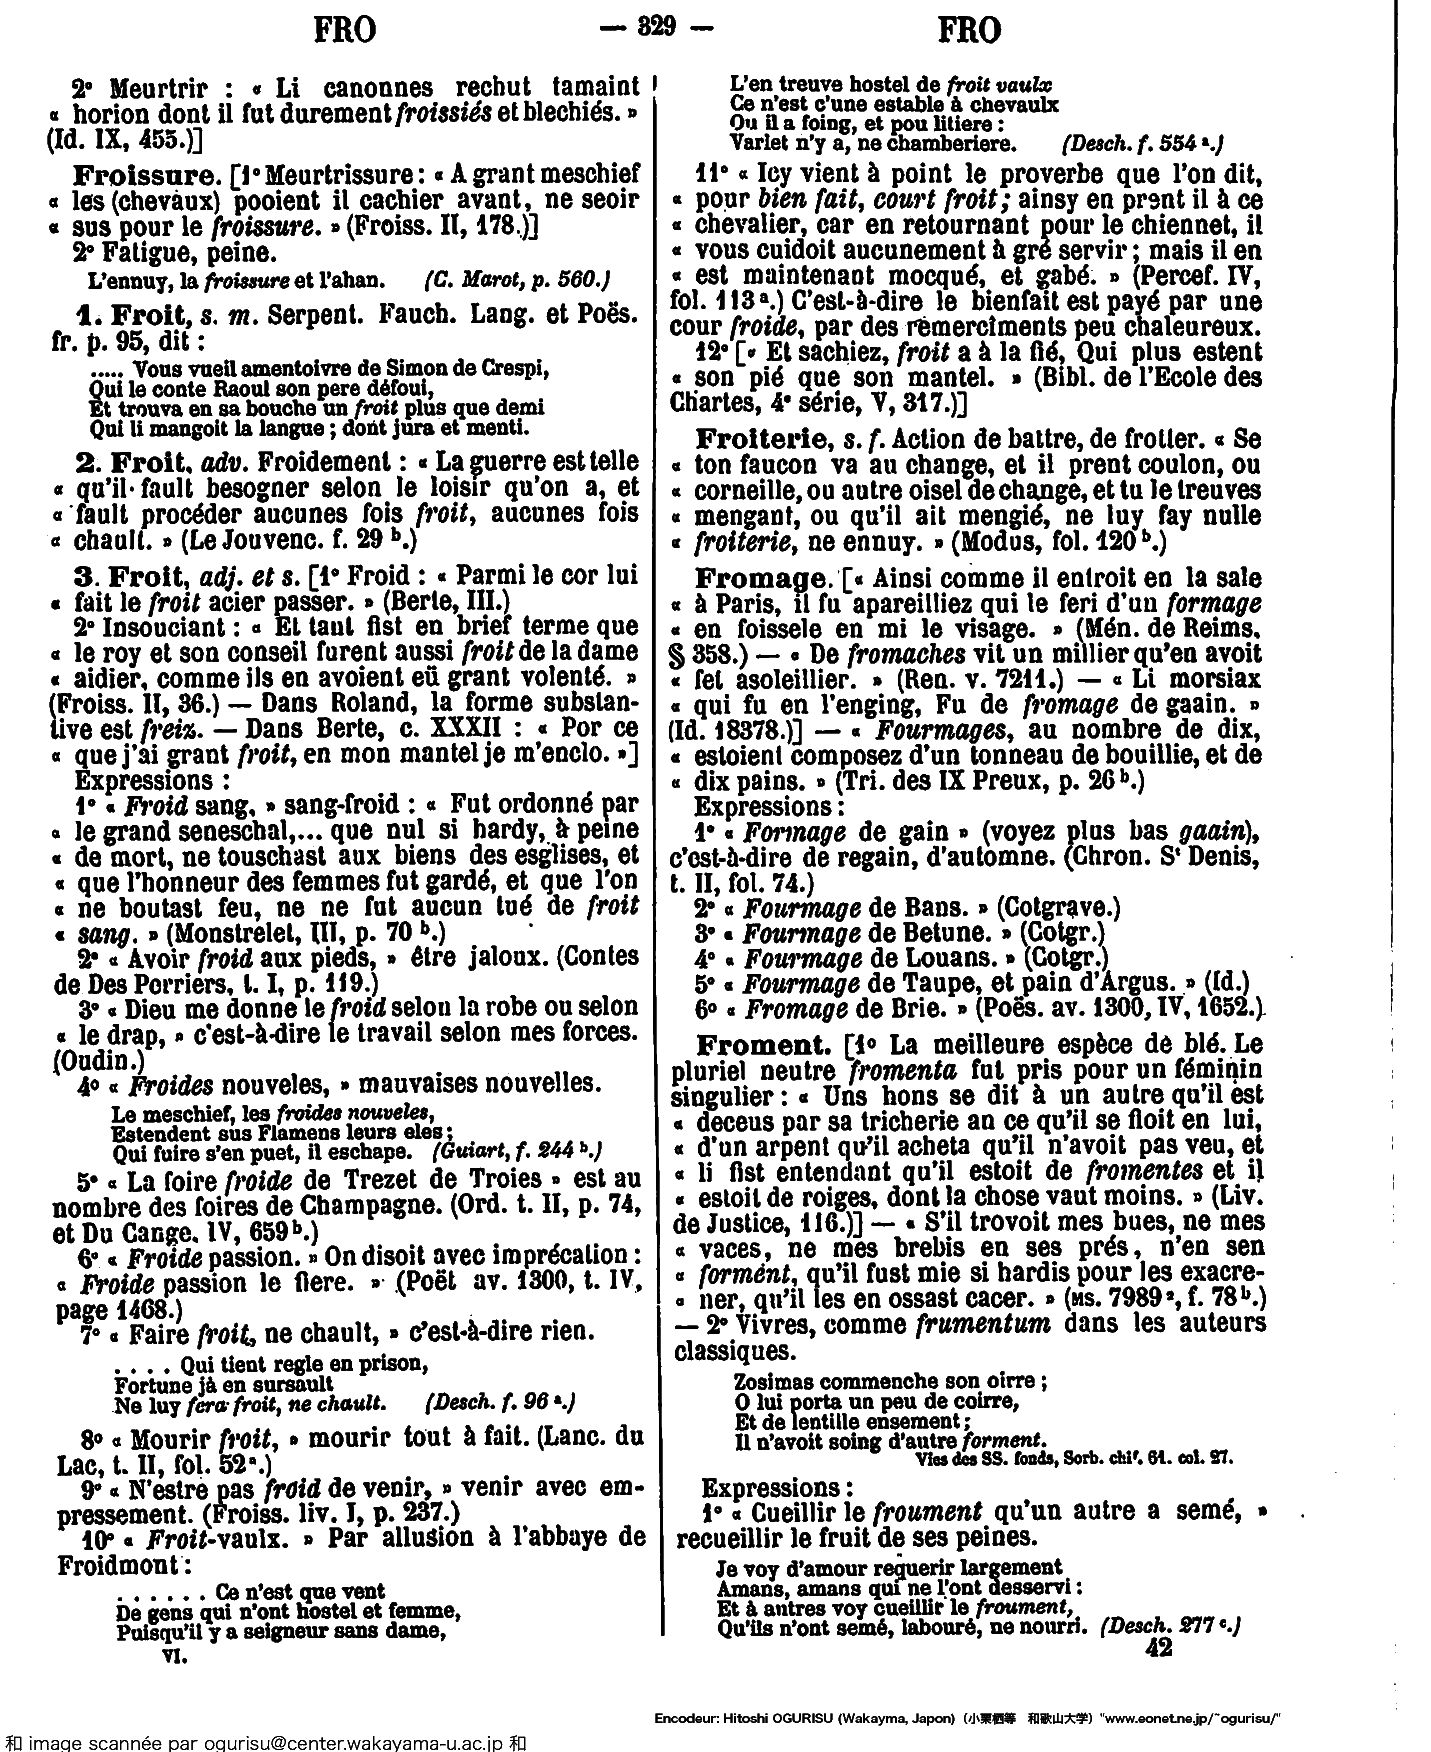 FRO — 329 — FRO
2° Meurtrir : « Li canonnes rechut tamaint
« horion dont il fut durement froissiés et blechiés. »
(Id. IX, 455.)]
Froissure. [1° Meurtrissure : « A grant meschief
« les (chevaux) pooient il cachier avant, ne seoir
« sus pour le froissure. » (Froiss. II, 178.)]
2° Fatigue, peine.
L'ennuy, la froissure et l'ahan. (C. Marot, p. 560.)
1. Froit, s. m. Serpent. Fauch. Lang. et Poës.
fr. p. 95, dit :
..... Vous vueil amentoivre de Simon de Crespi,
Qui le conte Raoul son pere défoui,
Et trouva en sa bouche un froit plus que demi
Qui li mangoit la langue ; dont jura et menti.
2. Froit, adv. Froidement : « La guerre est telle
« qu'il fault besogner selon le loisir qu'on a, et
« fault procéder aucunes fois froit, aucunes fois
« chault. » (Le Jouvenc. f. 29 b.)
3. Froit, adj. et s. [1° Froid : « Parmi le cor lui
« fait le froit acier passer. » (Berte, III.)
2° Insouciant : « Et tant fist en brief terme que
« le roy et son conseil furent aussi froit de la dame
« aidier, comme ils en avoient eü grant volenté. »
(Froiss. II, 36.) — Dans Roland, la forme substan-
tive est freiz. — Dans Berte, c. XXXII : « Por ce
« que j'ai grant froit, en mon mantel je m'enclo. »]
Expressions :
1° « Froid sang, » sang-froid : « Fut ordonné par
« le grand seneschal,... que nul si hardy, à peine
« de mort, ne touschast aux biens des esglises, et
« que l'honneur des femmes fut gardé, et que l'on
« ne boutast feu, ne ne fut aucun tué de froit
« sang. » (Monstrelet, III, p. 70 b.)
2° « Avoir froid aux pieds, » être jaloux. (Contes
de Des Perriers, t. I, p. 119.)
3° « Dieu me donne le froid selon la robe ou selon
« le drap, » c'est-à-dire le travail selon mes forces.
(Oudin.)
4° « Froides nouveles, » mauvaises nouvelles.
Le meschief, les froides nouveles,
Estendent sus Flamens leurs eles ;
Qui fuire s'en puet, il eschape. (Guiart, f. 244 b.)
5° « La foire froide de Trezet de Troies » est au
nombre des foires de Champagne. (Ord. t. II, p. 74,
et Du Cange, IV, 659 b.)
6° « Froide passion. » On disoit avec imprécation :
« Froide passion le fiere. » (Poët av. 1300, t. IV,
page 1468.)
7° « Faire froit, ne chault, » c'est-à-dire rien.
. . . . Qui tient regle en prison,
Fortune jà en sursault
Ne luy fera froit, ne chault. (Desch. f. 96 a.)
8° « Mourir froit, » mourir tout à fait. (Lanc. du
Lac, t. II, fol. 52 a.)
9° « N'estre pas froid de venir, » venir avec em-
pressement. (Froiss. liv. I, p. 237.)
10° « Froit-vaulx. » Par allusion à l'abbaye de
Froidmont :
. . . . . . Ce n'est que vent
De gens qui n'ont hostel et femme,
Puisqu'il y a seigneur sans dame,
VI.
L'en treuve hostel de froit vaulx
Ce n'est c'une estable à chevaulx
Ou il a foing, et pou litiere :
Varlet n'y a, ne chamberiere. (Desch. f. 554 a.)
11° « Icy vient à point le proverbe que l'on dit,
« pour bien fait, court froit ; ainsy en prent il à ce
« chevalier, car en retournant pour le chiennet, il
« vous cuidoit aucunement à gré servir ; mais il en
« est maintenant mocqué, et gabé. » (Percef. IV,
fol. 113 a.) C'est-à-dire le bienfait est payé par une
cour froide, par des remercîments peu chaleureux.
12° [« Et sachiez, froit a à la fié, Qui plus estent
« son pié que son mantel. » (Bibl. de l'Ecole des
Chartes, 4e série, V, 317.)]
Froiterie, s. f. Action de battre, de frotter. « Se
« ton faucon va au change, et il prent coulon, ou
« corneille, ou autre oisel de change, et tu le treuves
« mengant, ou qu'il ait mengié, ne luy fay nulle
« froiterie, ne ennuy. » (Modus, fol. 120 b.)
Fromage. [« Ainsi comme il entroit en la sale
« à Paris, il fu apareilliez qui le feri d'un formage
« en foissele en mi le visage. » (Mén. de Reims,
§ 358.) — « De fromaches vit un millier qu'en avoit
« fet asoleillier. » (Ren. v. 7211.) — « Li morsiax
« qui fu en l'enging, Fu de fromage de gaain. »
(Id. 18378.)] — « Fourmages, au nombre de dix,
« estoient composez d'un tonneau de bouillie, et de
« dix pains. » (Tri. des IX Preux, p. 26 b.)
Expressions :
1° « Formage de gain » (voyez plus bas gaain),
c'est-à-dire de regain, d'automne. (Chron. St Denis,
t. II, fol. 74.)
2° « Fourmage de Bans. » (Cotgrave.)
3° « Fourmage de Betune. » (Cotgr.)
4° « Fourmage de Louans. » (Cotgr.)
5° « Fourmage de Taupe, et pain d'Argus. » (Id.)
6° « Fromage de Brie. » (Poës. av. 1300, IV, 1652.)
Froment. [1° La meilleure espèce de blé. Le
pluriel neutre fromenta fut pris pour un féminin
singulier : « Uns hons se dit à un autre qu'il est
« deceus par sa tricherie an ce qu'il se fioit en lui,
« d'un arpent qu'il acheta qu'il n'avoit pas veu, et
« li fist entendant qu'il estoit de fromentes et il
« estoit de roiges, dont la chose vaut moins. » (Liv.
de Justice, 116.)] — « S'il trovoit mes bues, ne mes
« vaces, ne mes brebis en ses prés, n'en sen
« formént, qu'il fust mie si hardis pour les exacre-
« ner, qu'il les en ossast cacer. » (MS. 7989 a, f. 78 b.)
— 2° Vivres, comme frumentum dans les auteurs
classiques.
Zosimas commenche son oirre ;
O lui porta un peu de coirre,
Et de lentille ensement ;
Il n'avoit soing d'autre forment.
Vies des SS. fonds, Sorb. chif. 61. col. 27.
Expressions :
1° « Cueillir le froument qu'un autre a semé, »
recueillir le fruit de ses peines.
Je voy d'amour requerir largement
Amans, amans qui ne l'ont desservi :
Et à antres voy cueillir le froument,
Qu'ils n'ont semé, labouré, ne nourri. (Desch. 277 c.)
42
Encodeur: Hitoshi OGURISU (Wakayma, Japon) (小栗栖等 和歌山大学) "www.eonet.ne.jp/~ogurisu/"
和 image scannée par ogurisu@center.wakayama-u.ac.jp 和